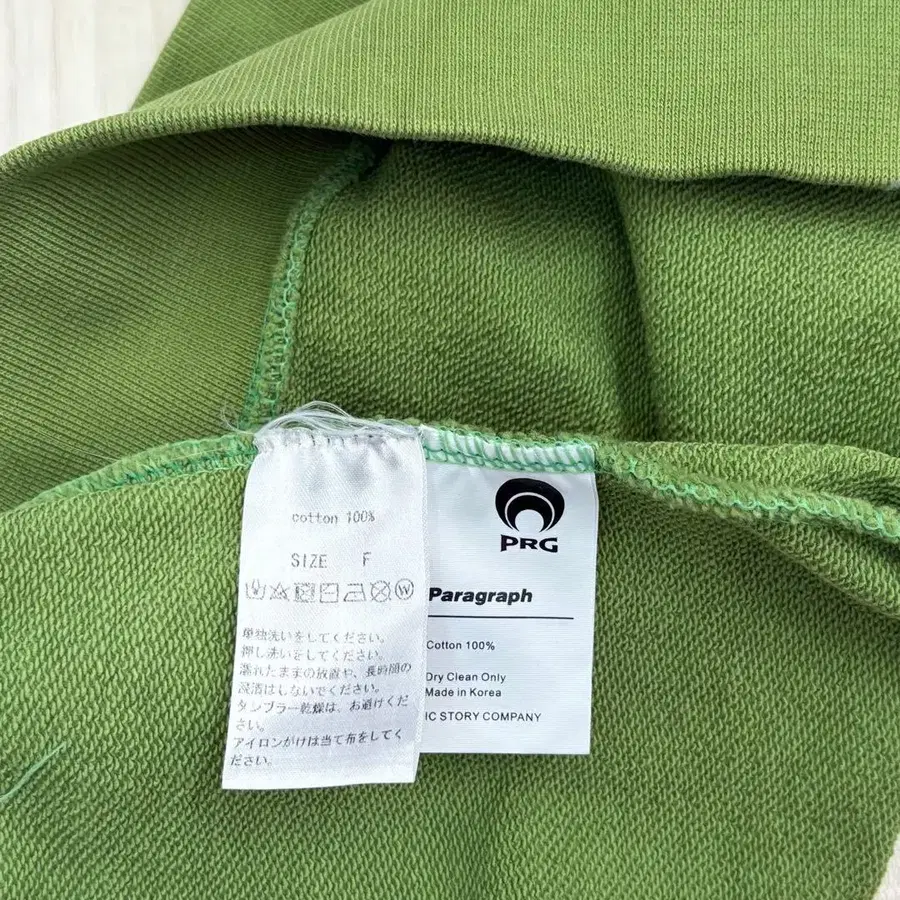 cotton 100%
SIZE F
W
単独洗いをしてください。
押し洗いをしてください。
濡れたままの放置や、長時間の
浸漬はしないでください。
タンブラー乾燥は、お避けくだ
さい。
アイロンがけは当て布をしてく
ださい。
PRG
Paragraph
Cotton 100%
Dry Clean Only
Made in Korea
IC STORY COMPANY